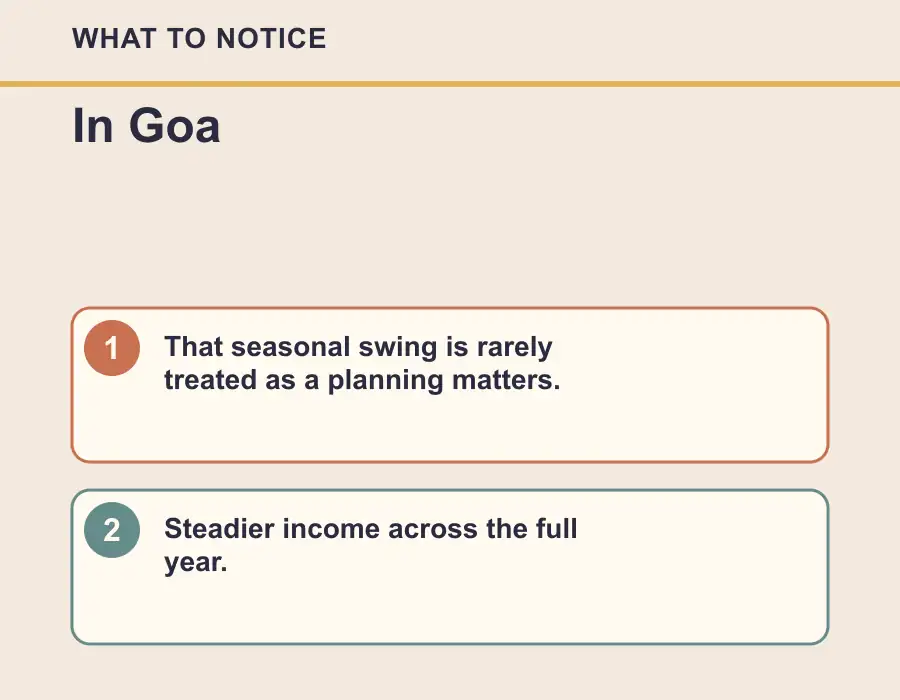 WHAT TO NOTICE
In Goa
1
That seasonal swing is rarely
treated as a planning matters.
2
Steadier income across the full
year.